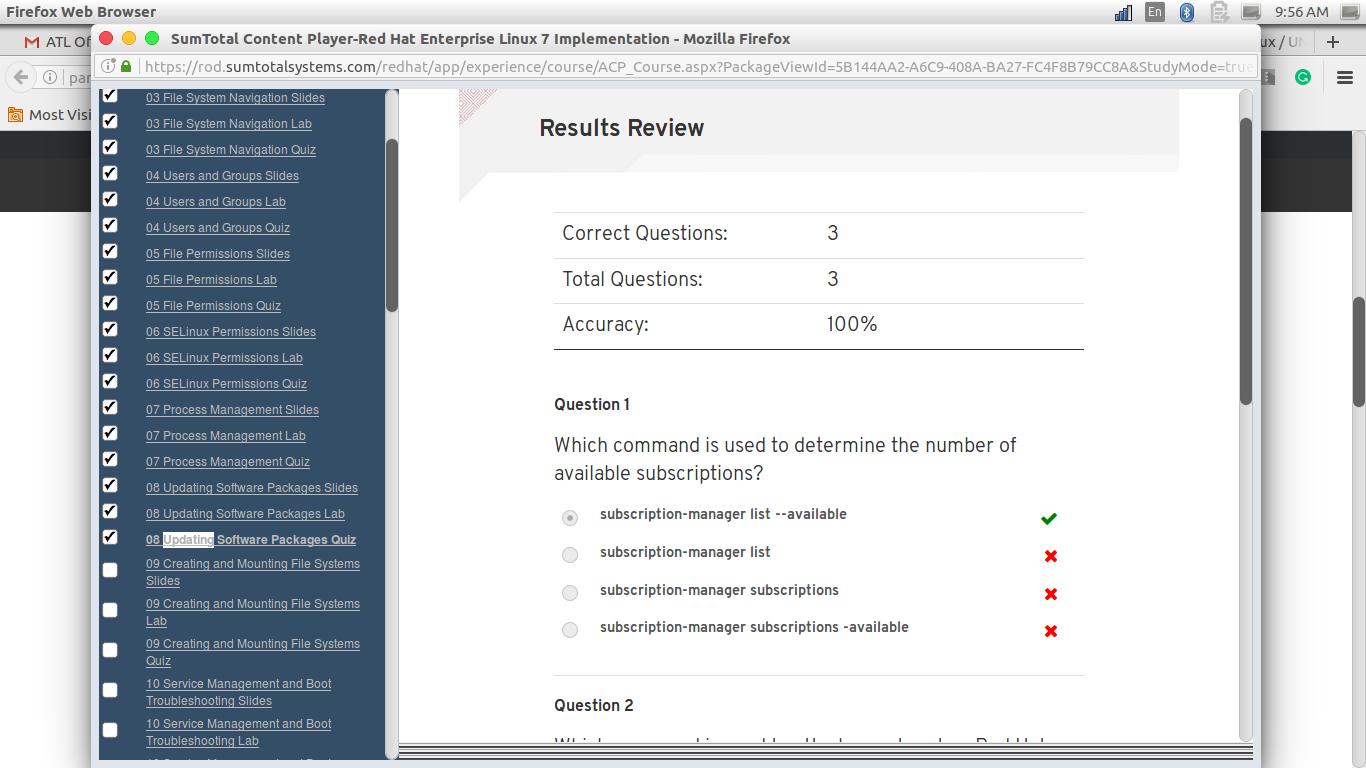 Firefox Web Browser
En
9:56 AM
SumTotal Content Player-Red Hat Enterprise Linux 7 Implementation - Mozilla Firefox
ATL Of
ux / UN
https://rod.sumtotalsystems.com/redhat/app/experience/course/ACP_Course.aspx?PackageViewId=5B144AA2-A6C9-408A-BA27-FC4F8B79CC8A&StudyMode=true
par
Most Visi
03 File System Navigation Slides
03 File System Navigation Lab
03 File System Navigation Quiz
04 Users and Groups Slides
04 Users and Groups Lab
04 Users and Groups Quiz
05 File Permissions Slides
05 File Permissions Lab
05 File Permissions Quiz
06 SELinux Permissions Slides
06 SELinux Permissions Lab
06 SELinux Permissions Quiz
07 Process Management Slides
07 Process Management Lab
07 Process Management Quiz
08 Updating Software Packages Slides
08 Updating Software Packages Lab
08 Updating Software Packages Quiz
09 Creating and Mounting File Systems
Slides
09 Creating and Mounting File Systems
Lab
09 Creating and Mounting File Systems
Quiz
10 Service Management and Boot
Troubleshooting Slides
10 Service Management and Boot
Troubleshooting Lab
Results Review
Correct Questions: 3
Total Questions: 3
Accuracy: 100%
Question 1
Which command is used to determine the number of
available subscriptions?
subscription-manager list --available
subscription-manager list
subscription-manager subscriptions
subscription-manager subscriptions -available
Question 2